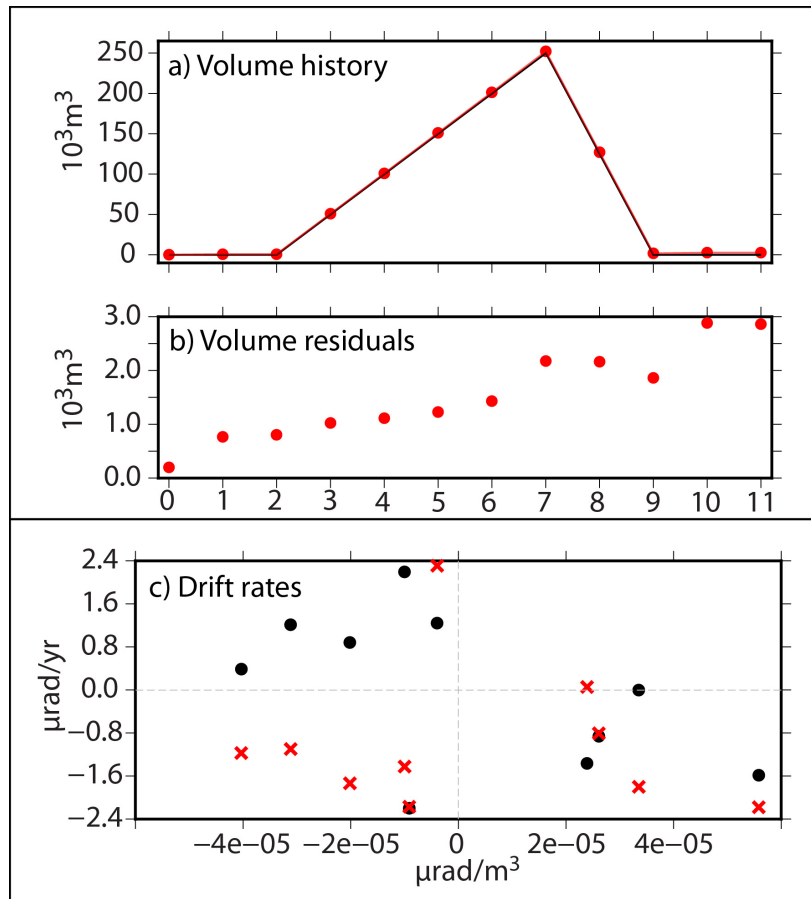 a) Volume history
250
200
150
100
50
0
10³m³
b) Volume residuals
3.0
2.0
1.0
0.0
10³m³
0 1 2 3 4 5 6 7 8 9 10 11
c) Drift rates
2.4
1.6
0.8
0.0
−0.8
−1.6
−2.4
µrad/yr
−4e−05 −2e−05 0 2e−05 4e−05
µrad/m³